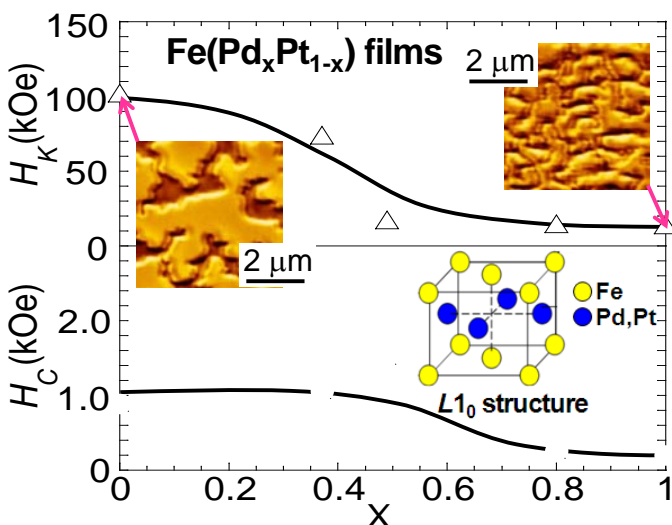 Fe(PdxPt1-x) films
150
100
50
0
HK(kOe)
2 μm
2 μm
2.0
1.0
0
HC(kOe)
Fe
Pd,Pt
L10 structure
0
0.2
0.4
0.6
0.8
1
x